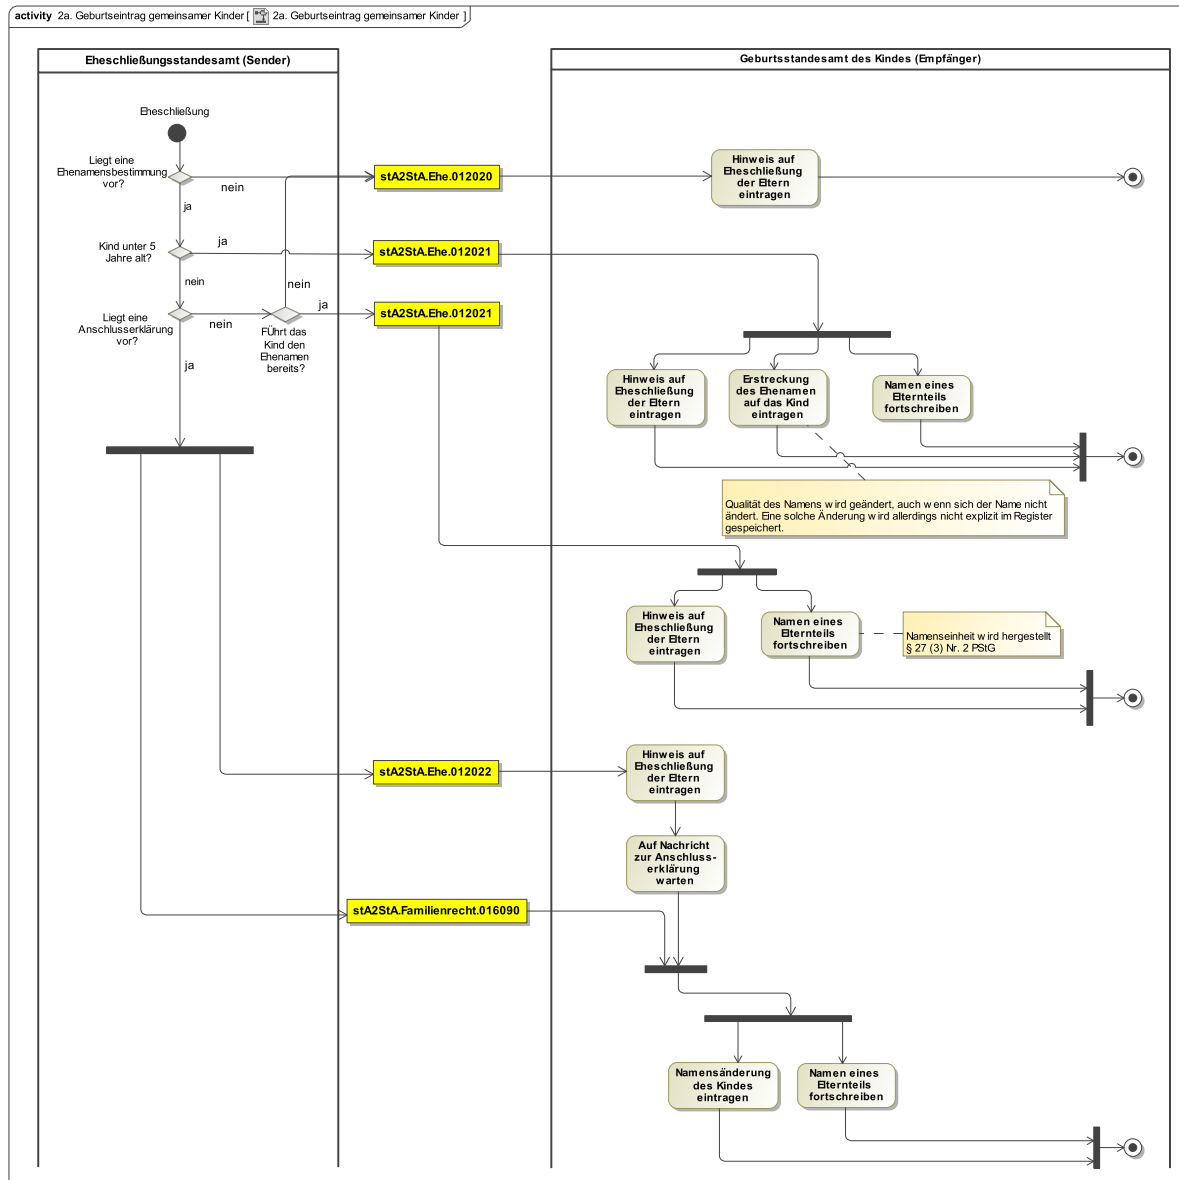 activity 2a. Geburtseintrag gemeinsamer Kinder [ 2a. Geburtseintrag gemeinsamer Kinder ]
Eheschließungsstandesamt (Sender)
Geburtsstandesamt des Kindes (Empfänger)
Eheschließung
Liegt eine
Ehenamensbestimmung
vor?
nein
ja
stA2StA.Ehe.012020
Hinweis auf
Eheschließung
der Eltern
eintragen
Kind unter 5
Jahre alt?
ja
nein
stA2StA.Ehe.012021
Liegt eine
Anschlusserklärung
vor?
nein
ja
FÜhrt das
Kind den
Ehenamen
bereits?
nein
ja
stA2StA.Ehe.012021
Hinweis auf
Eheschließung
der Eltern
eintragen
Erstreckung
des Ehenamen
auf das Kind
eintragen
Namen eines
Elternteils
fortschreiben
Qualität des Namens wird geändert, auch wenn sich der Name nicht
ändert. Eine solche Änderung wird allerdings nicht explizit im Register
gespeichert.
Hinweis auf
Eheschließung
der Eltern
eintragen
Namen eines
Elternteils
fortschreiben
Namenseinheit wird hergestellt
§ 27 (3) Nr. 2 PStG
stA2StA.Ehe.012022
Hinweis auf
Eheschließung
der Eltern
eintragen
Auf Nachricht
zur Anschluss-
erklärung
warten
stA2StA.Familienrecht.016090
Namensänderung
des Kindes
eintragen
Namen eines
Elternteils
fortschreiben